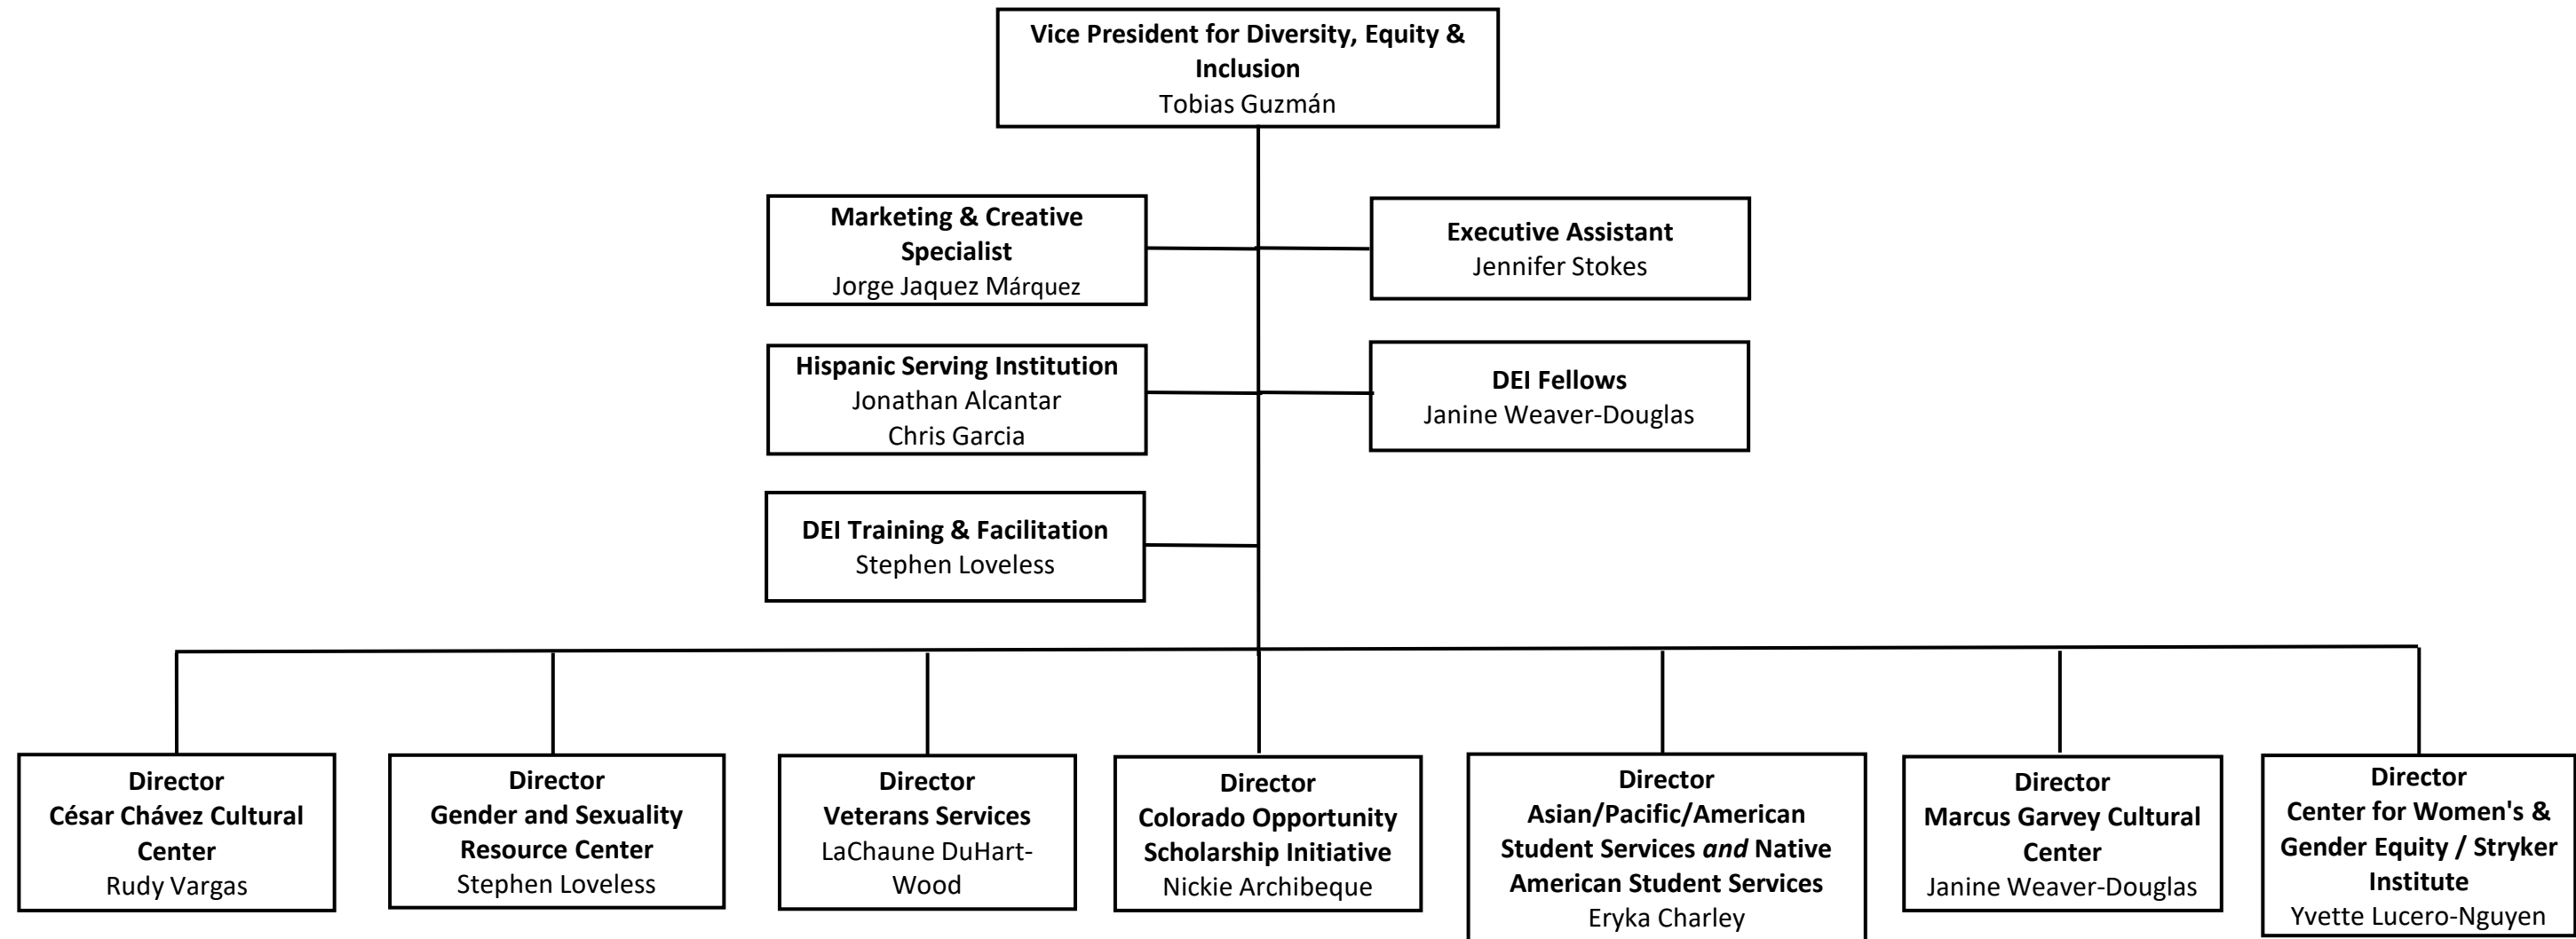 Vice President for Diversity, Equity &
Inclusion
Tobias Guzmán
Marketing & Creative
Specialist
Jorge Jaquez Márquez
Executive Assistant
Jennifer Stokes
Hispanic Serving Institution
Jonathan Alcantar
Chris Garcia
DEI Fellows
Janine Weaver-Douglas
DEI Training & Facilitation
Stephen Loveless
Director
César Chávez Cultural
Center
Rudy Vargas
Director
Gender and Sexuality
Resource Center
Stephen Loveless
Director
Veterans Services
LaChaune DuHart-
Wood
Director
Colorado Opportunity
Scholarship Initiative
Nickie Archibeque
Director
Asian/Pacific/American
Student Services and Native
American Student Services
Eryka Charley
Director
Marcus Garvey Cultural
Center
Janine Weaver-Douglas
Director
Center for Women's &
Gender Equity / Stryker
Institute
Yvette Lucero-Nguyen